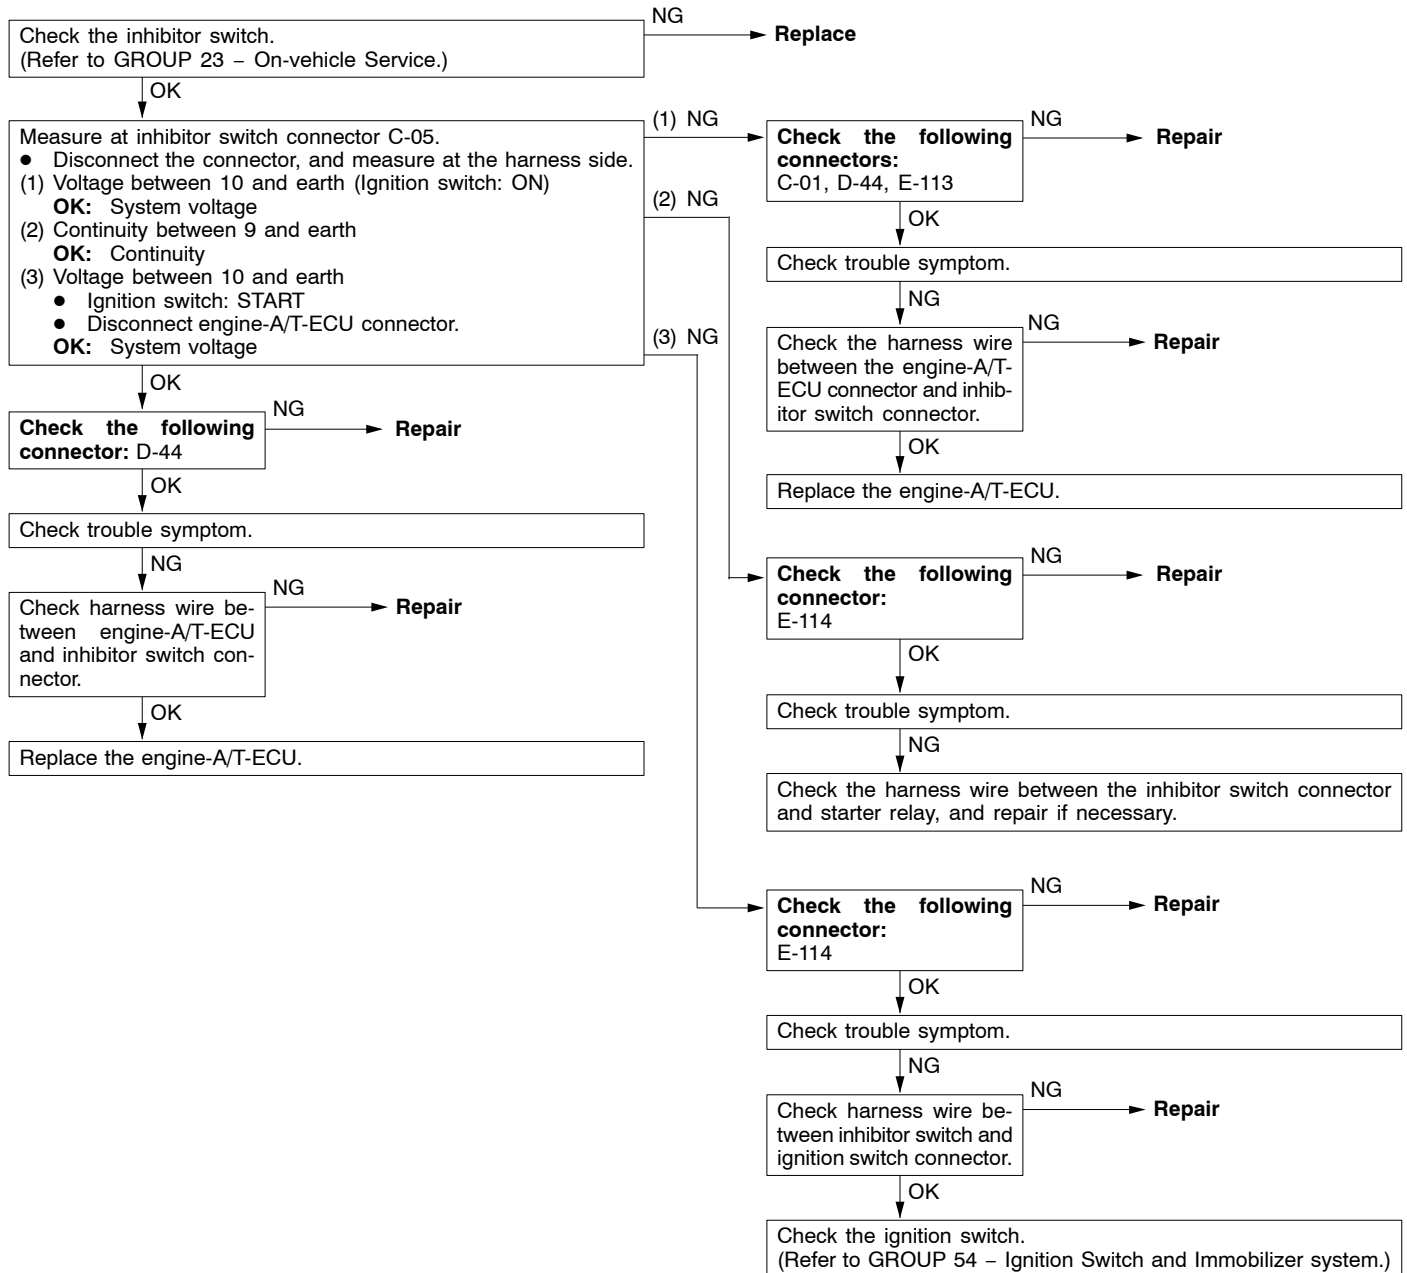 Check the inhibitor switch.
(Refer to GROUP 23 – On-vehicle Service.)
NG
Replace
OK
Measure at inhibitor switch connector C-05.
● Disconnect the connector, and measure at the harness side.
(1) Voltage between 10 and earth (Ignition switch: ON)
OK: System voltage
(2) Continuity between 9 and earth
OK: Continuity
(3) Voltage between 10 and earth
● Ignition switch: START
● Disconnect engine-A/T-ECU connector.
OK: System voltage
OK
Check the following
connector: D-44
NG
Repair
OK
Check trouble symptom.
NG
Check harness wire be-
tween engine-A/T-ECU
and inhibitor switch con-
nector.
NG
Repair
OK
Replace the engine-A/T-ECU.
(1) NG
Check the following
connectors:
C-01, D-44, E-113
NG
Repair
OK
Check trouble symptom.
NG
Check the harness wire
between the engine-A/T-
ECU connector and inhib-
itor switch connector.
NG
Repair
OK
Replace the engine-A/T-ECU.
(2) NG
Check the following
connector:
E-114
NG
Repair
OK
Check trouble symptom.
NG
Check the harness wire between the inhibitor switch connector
and starter relay, and repair if necessary.
(3) NG
Check the following
connector:
E-114
NG
Repair
OK
Check trouble symptom.
NG
Check harness wire be-
tween inhibitor switch and
ignition switch connector.
NG
Repair
OK
Check the ignition switch.
(Refer to GROUP 54 – Ignition Switch and Immobilizer system.)